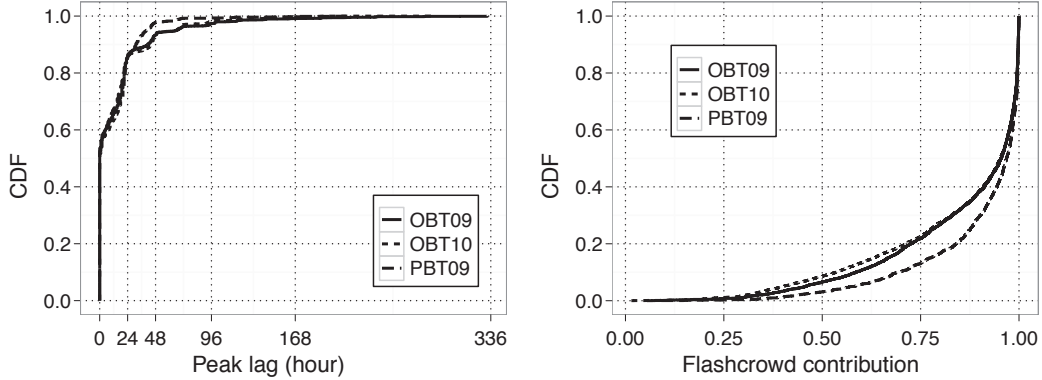 CDF
1.0
0.8
0.6
0.4
0.2
0.0
OBT09
OBT10
PBT09
0 24 48 96 168 336
Peak lag (hour)
CDF
1.0
0.8
0.6
0.4
0.2
0.0
OBT09
OBT10
PBT09
0.00 0.25 0.50 0.75 1.00
Flashcrowd contribution